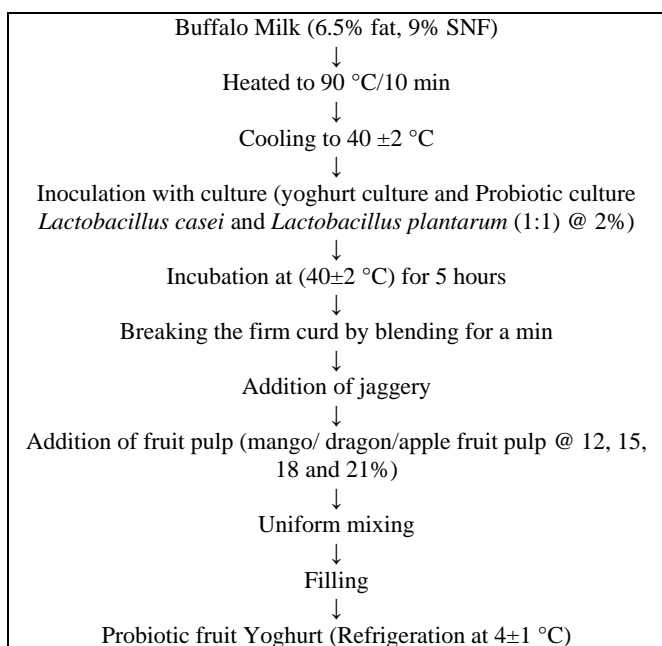 Buffalo Milk (6.5% fat, 9% SNF)
↓
Heated to 90 °C/10 min
↓
Cooling to 40 ±2 °C
↓
Inoculation with culture (yoghurt culture and Probiotic culture
Lactobacillus casei and Lactobacillus plantarum (1:1) @ 2%)
↓
Incubation at (40±2 °C) for 5 hours
↓
Breaking the firm curd by blending for a min
↓
Addition of jaggery
↓
Addition of fruit pulp (mango/ dragon/apple fruit pulp @ 12, 15,
18 and 21%)
↓
Uniform mixing
↓
Filling
↓
Probiotic fruit Yoghurt (Refrigeration at 4±1 °C)